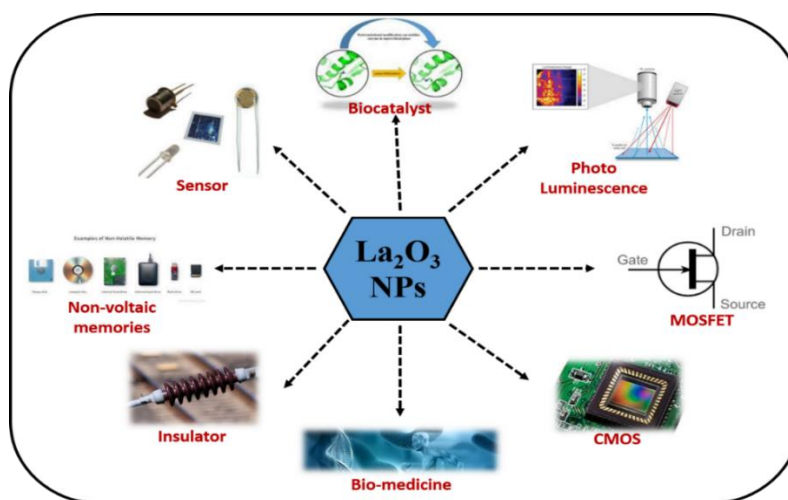 Biocatalyst
Sensor
Photo
Luminescence
La₂O₃
NPs
Examples of Non-Volatile Memory
Non-voltaic
memories
Gate
Drain
Source
MOSFET
Insulator
CMOS
Bio-medicine